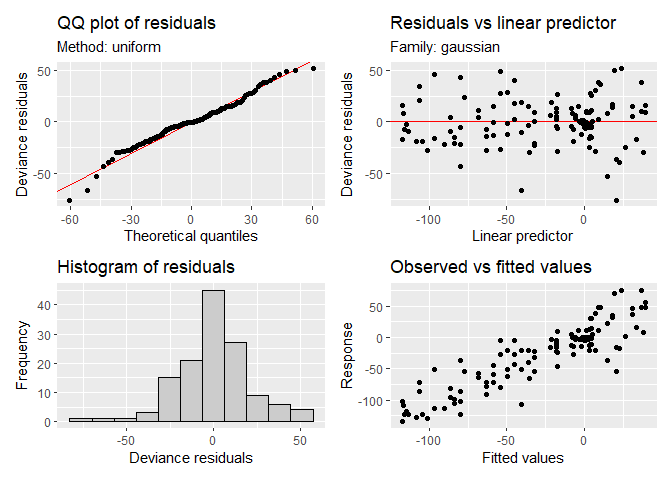 QQ plot of residuals
Method: uniform
Deviance residuals
50
0
-50
-60
-30
0
30
60
Theoretical quantiles
Residuals vs linear predictor
Family: gaussian
Deviance residuals
50
0
-50
-100
-50
0
Linear predictor
Histogram of residuals
Frequency
40
30
20
10
0
-50
0
50
Deviance residuals
Observed vs fitted values
Response
50
0
-50
-100
-100
-50
0
Fitted values